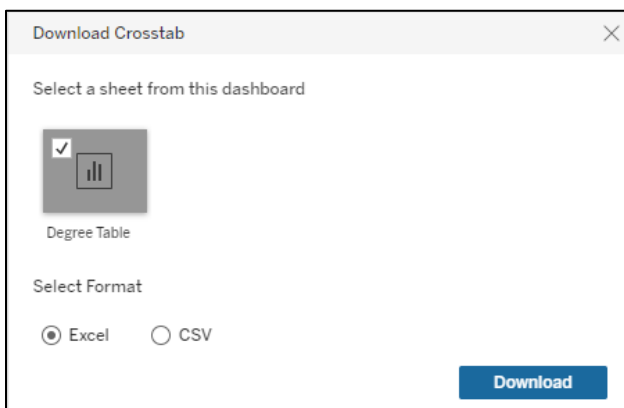 Download Crosstab
Select a sheet from this dashboard
Degree Table
Select Format
Excel CSV
Download